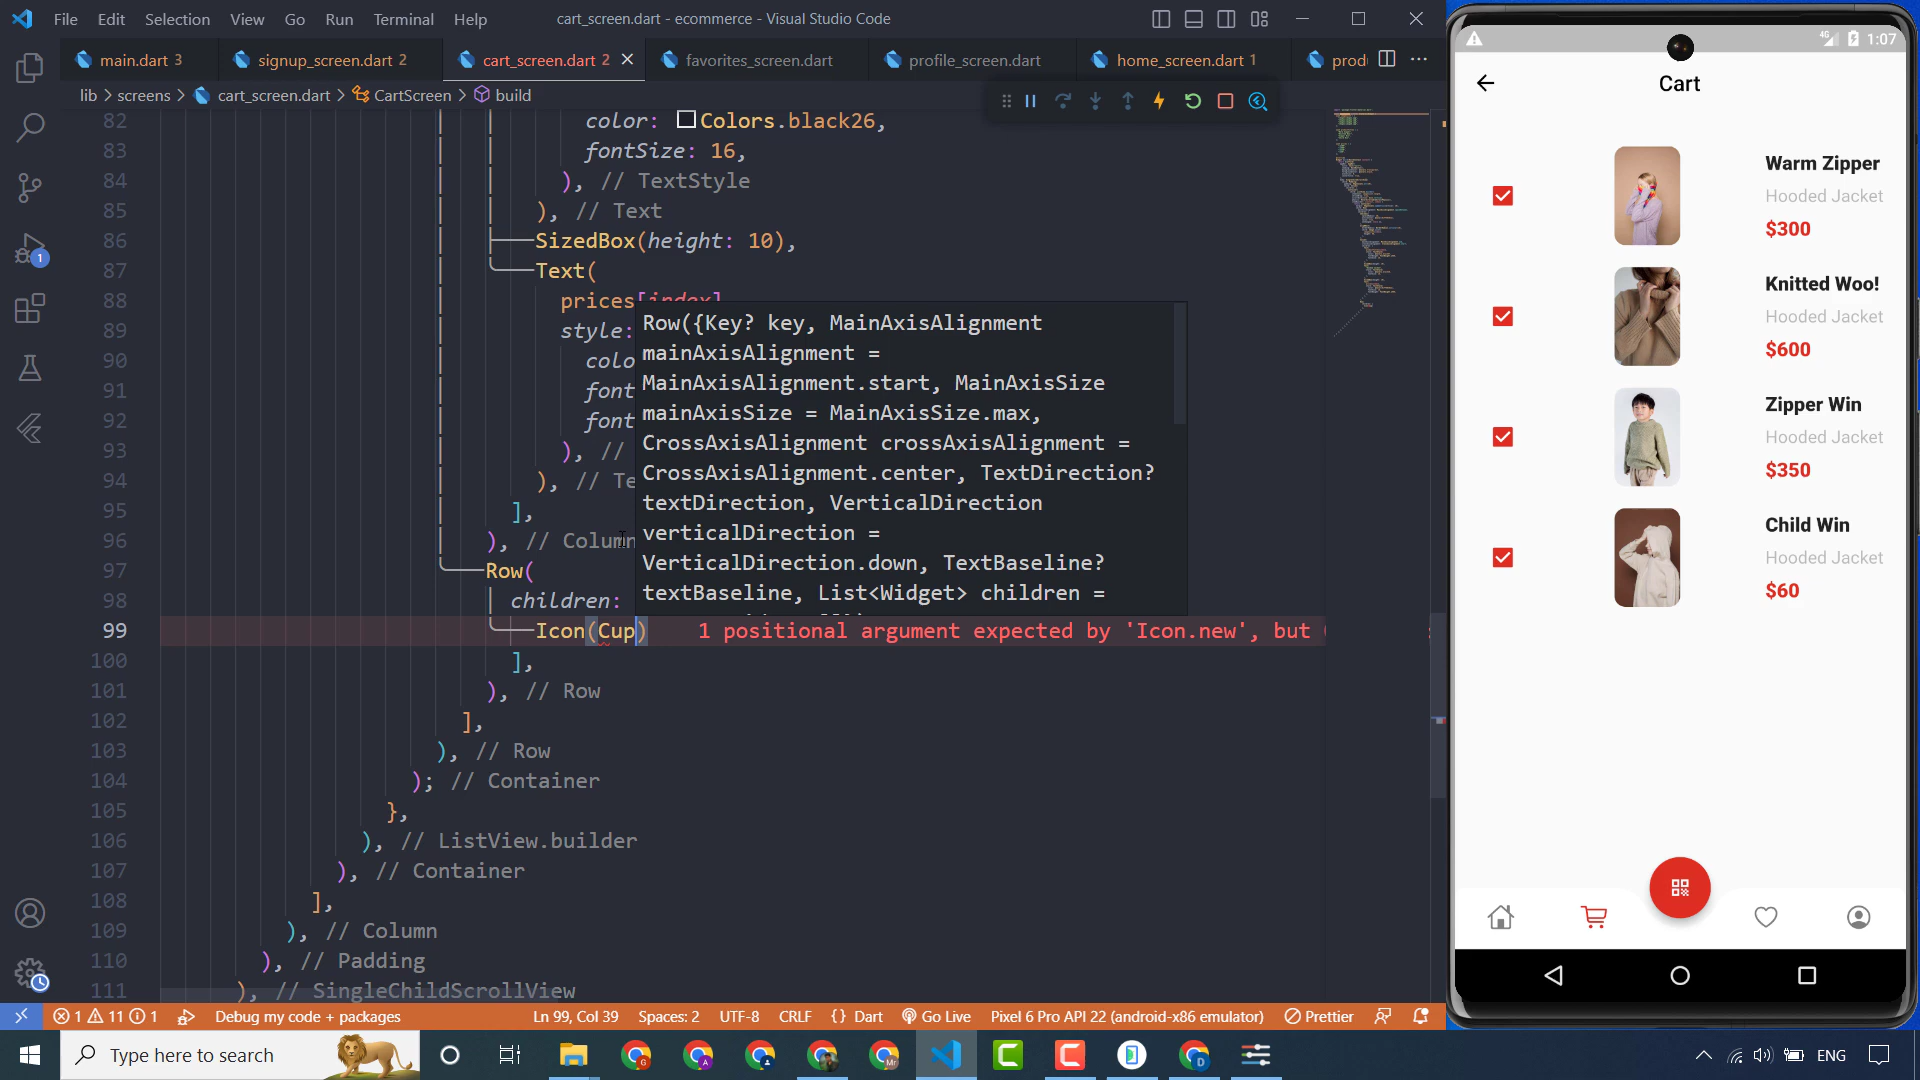 File Edit Selection View Go Run Terminal Help
cart_screen.dart - ecommerce - Visual Studio Code
main.dart 3
signup_screen.dart 2
cart_screen.dart 2
favorites_screen.dart
profile_screen.dart
home_screen.dart 1
prod
lib > screens > cart_screen.dart > CartScreen > build
82 color: Colors.black26,
83 fontSize: 16,
84 ), // TextStyle
85 ), // Text
86 SizedBox(height: 10),
87 Text(
88 prices[index]
89 style:
90 colo
91 font
92 font
93 ), //
94 ), // Te
95 ],
96 ), // Column
97 Row(
98 children:
99 Icon(Cup) 1 positional argument expected by 'Icon.new', but
100 ],
101 ), // Row
102 ],
103 ), // Row
104 ); // Container
105 },
106 ), // ListView.builder
107 ), // Container
108 ],
109 ), // Column
110 ), // Padding
111 ), // SingleChildScrollView
Row({Key? key, MainAxisAlignment
mainAxisAlignment =
MainAxisAlignment.start, MainAxisSize
mainAxisSize = MainAxisSize.max,
CrossAxisAlignment crossAxisAlignment =
CrossAxisAlignment.center, TextDirection?
textDirection, VerticalDirection
verticalDirection =
VerticalDirection.down, TextBaseline?
textBaseline, List<Widget> children =
1
1 11 1 Debug my code + packages
Ln 99, Col 39 Spaces: 2 UTF-8 CRLF {} Dart Go Live Pixel 6 Pro API 22 (android-x86 emulator) Prettier
Type here to search
ENG
4G 1:07
Cart
Warm Zipper
Hooded Jacket
$300
Knitted Woo!
Hooded Jacket
$600
Zipper Win
Hooded Jacket
$350
Child Win
Hooded Jacket
$60